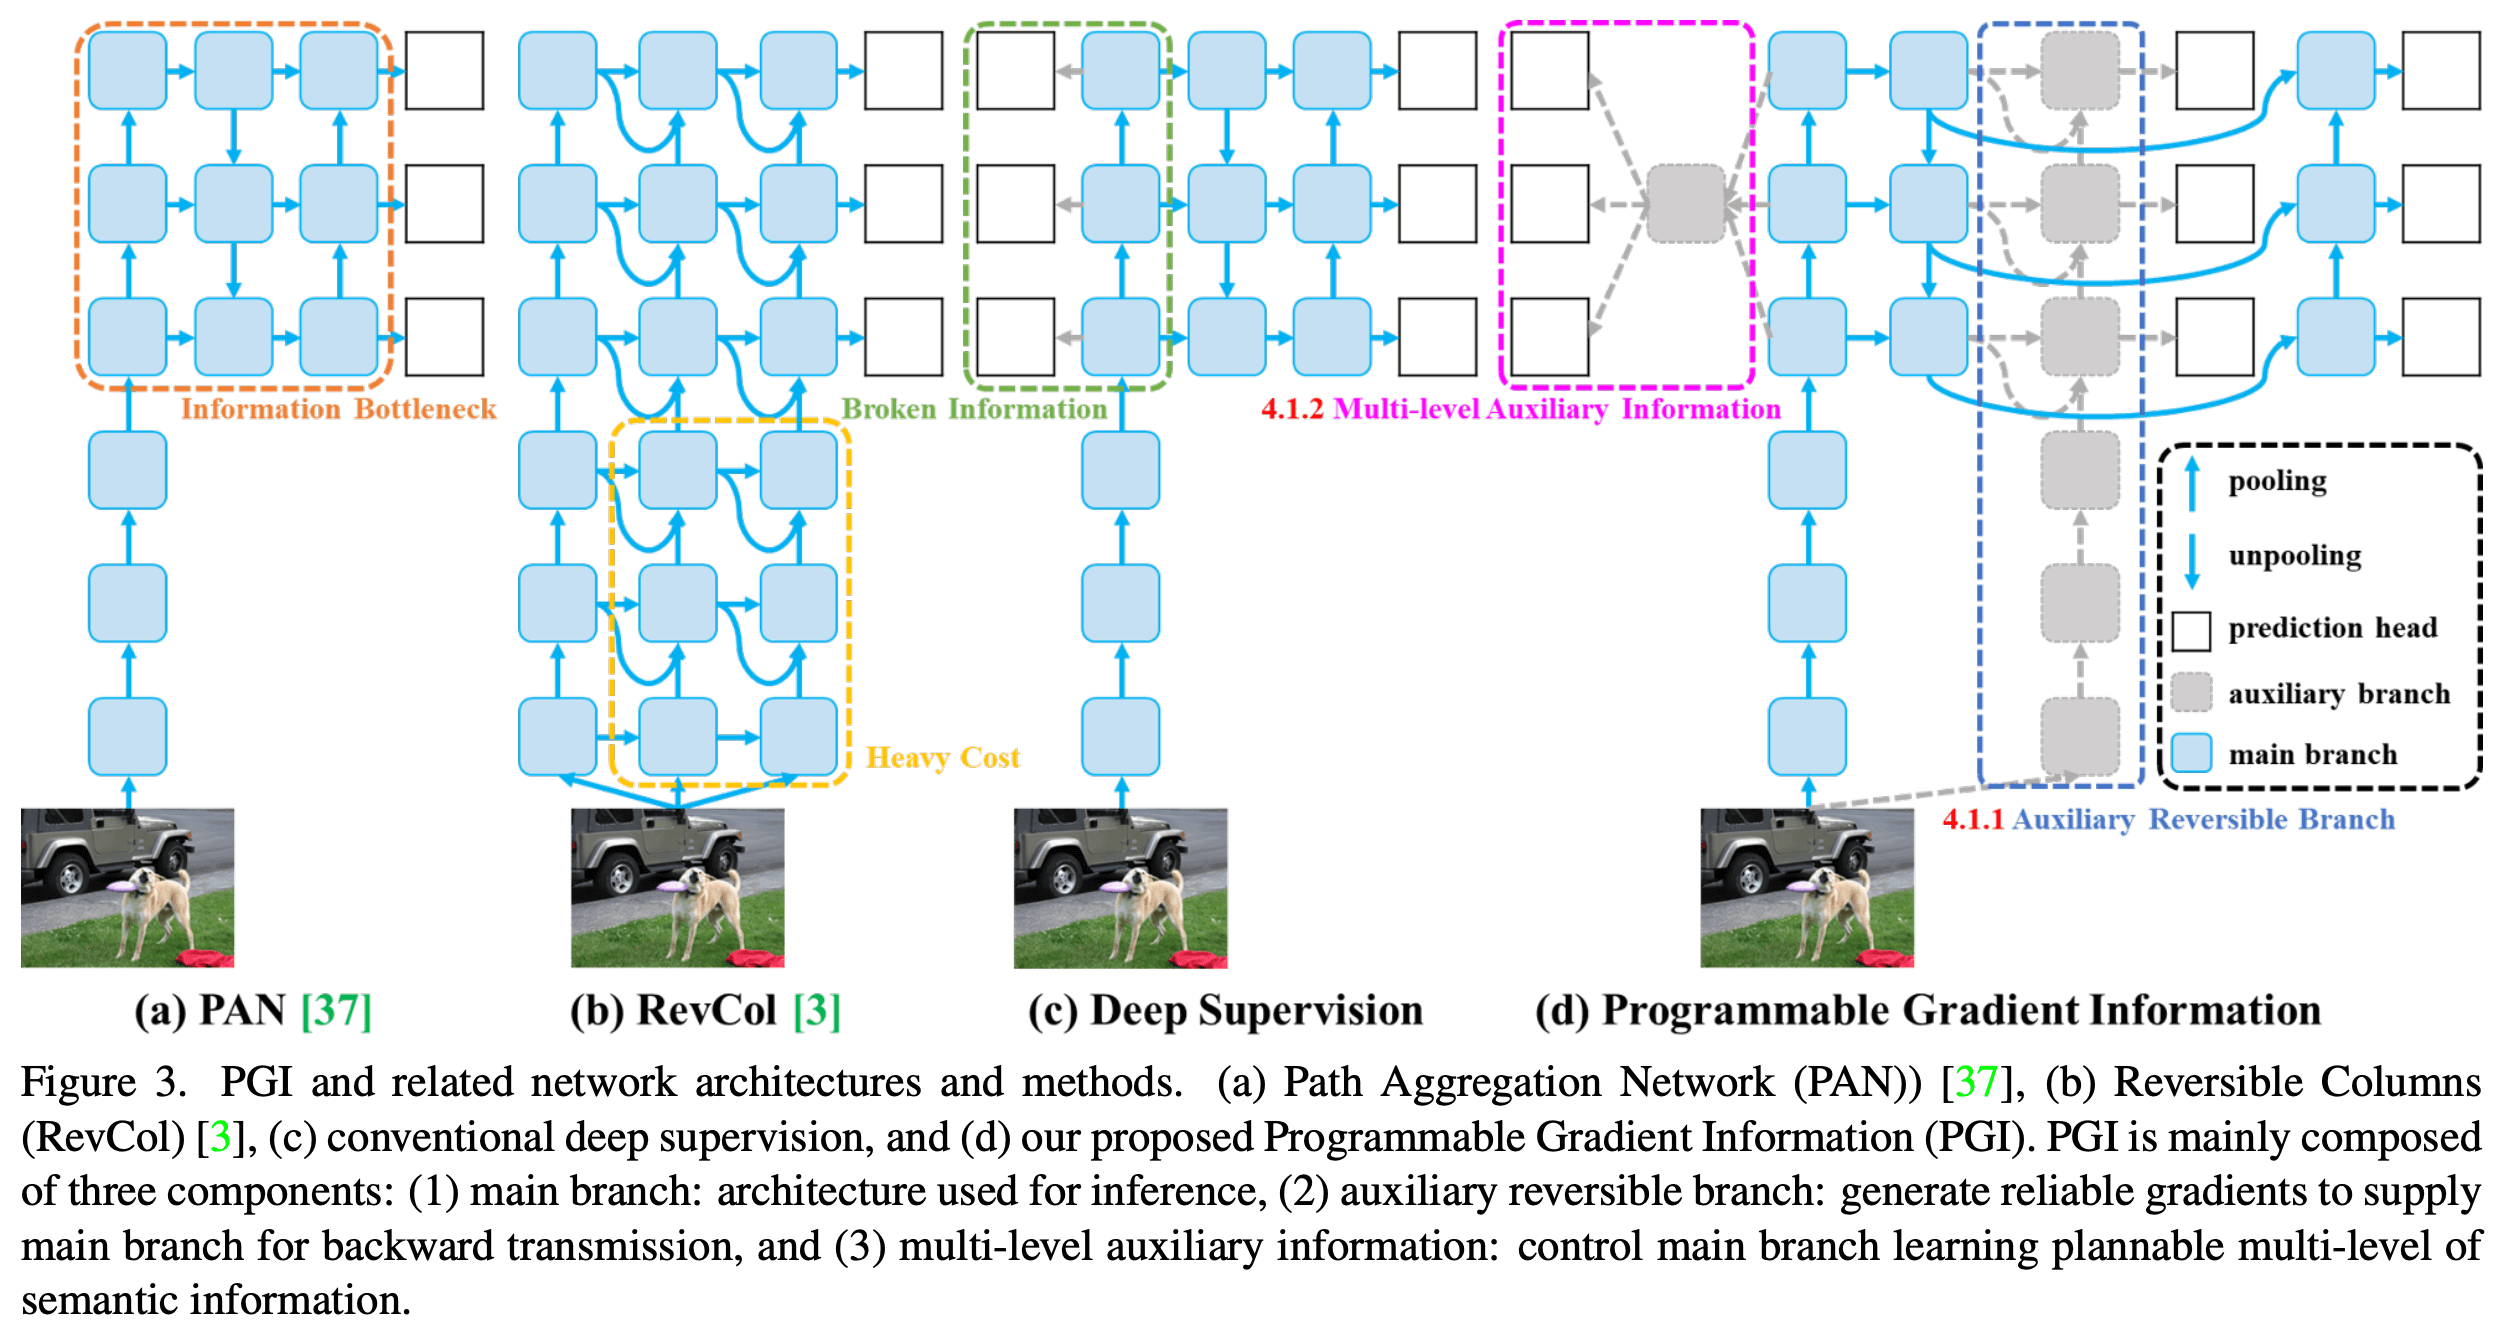 Information Bottleneck
Broken Information
4.1.2 Multi-level Auxiliary Information
Heavy Cost
pooling
unpooling
prediction head
auxiliary branch
main branch
4.1.1 Auxiliary Reversible Branch
(a) PAN [37]
(b) RevCol [3]
(c) Deep Supervision
(d) Programmable Gradient Information
Figure 3. PGI and related network architectures and methods. (a) Path Aggregation Network (PAN)) [37], (b) Reversible Columns
(RevCol) [3], (c) conventional deep supervision, and (d) our proposed Programmable Gradient Information (PGI). PGI is mainly composed
of three components: (1) main branch: architecture used for inference, (2) auxiliary reversible branch: generate reliable gradients to supply
main branch for backward transmission, and (3) multi-level auxiliary information: control main branch learning plannable multi-level of
semantic information.